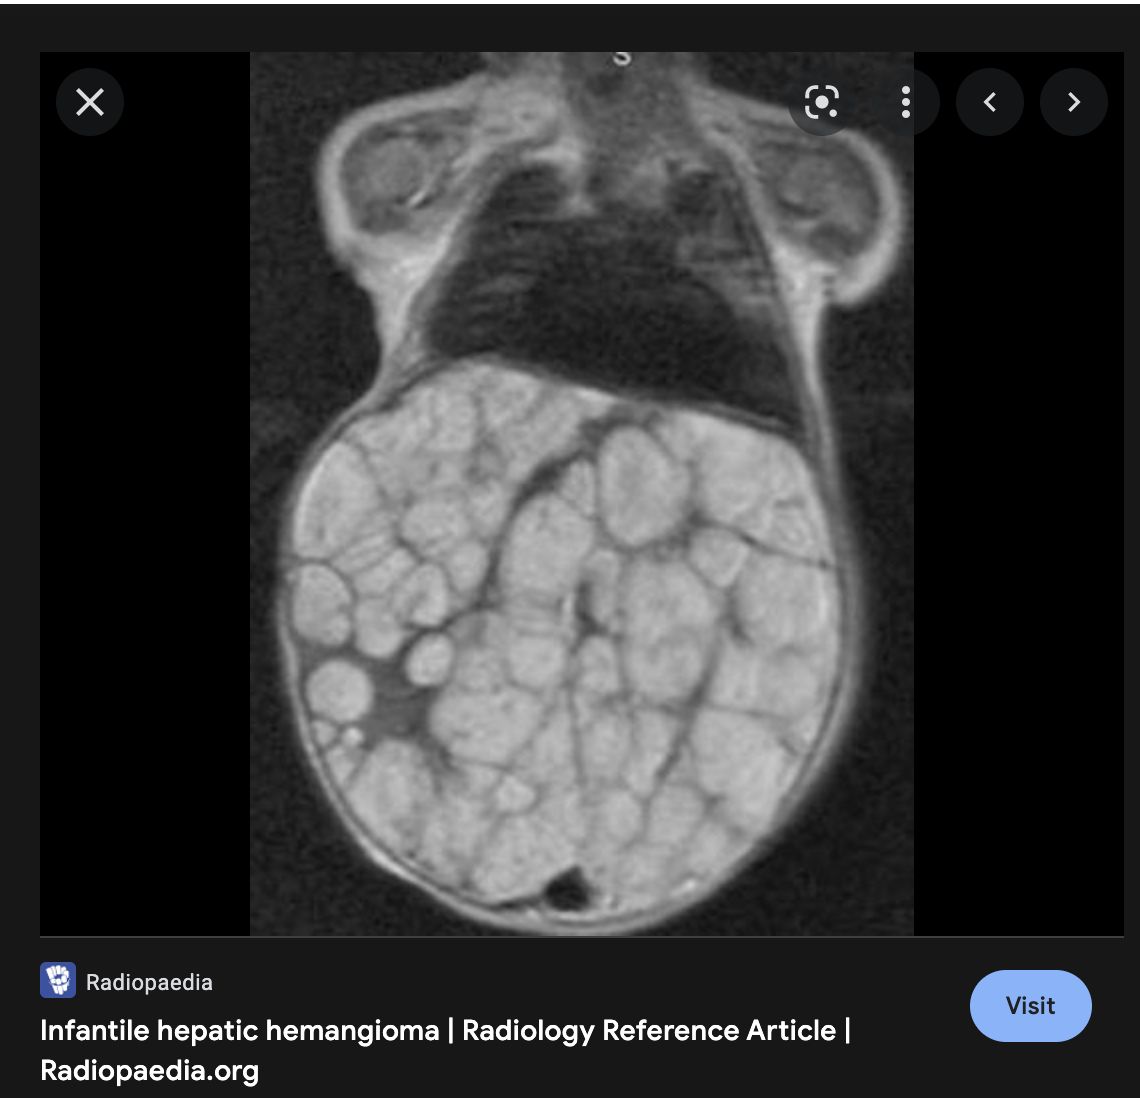 S
Radiopaedia
Infantile hepatic hemangioma | Radiology Reference Article |
Radiopaedia.org
Visit